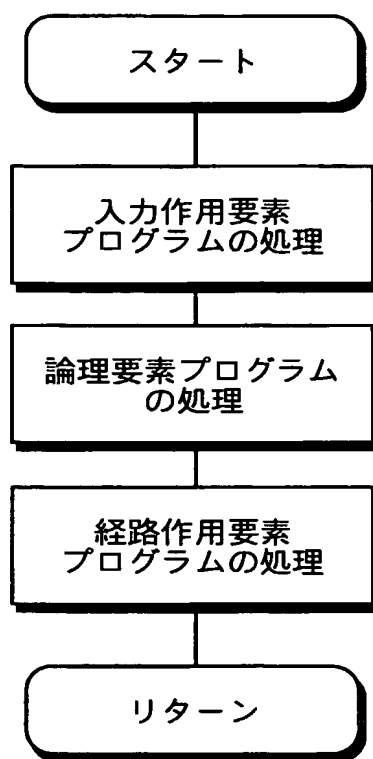 スタート
入力作用要素
プログラムの処理
論理要素プログラム
の処理
経路作用要素
プログラムの処理
リターン